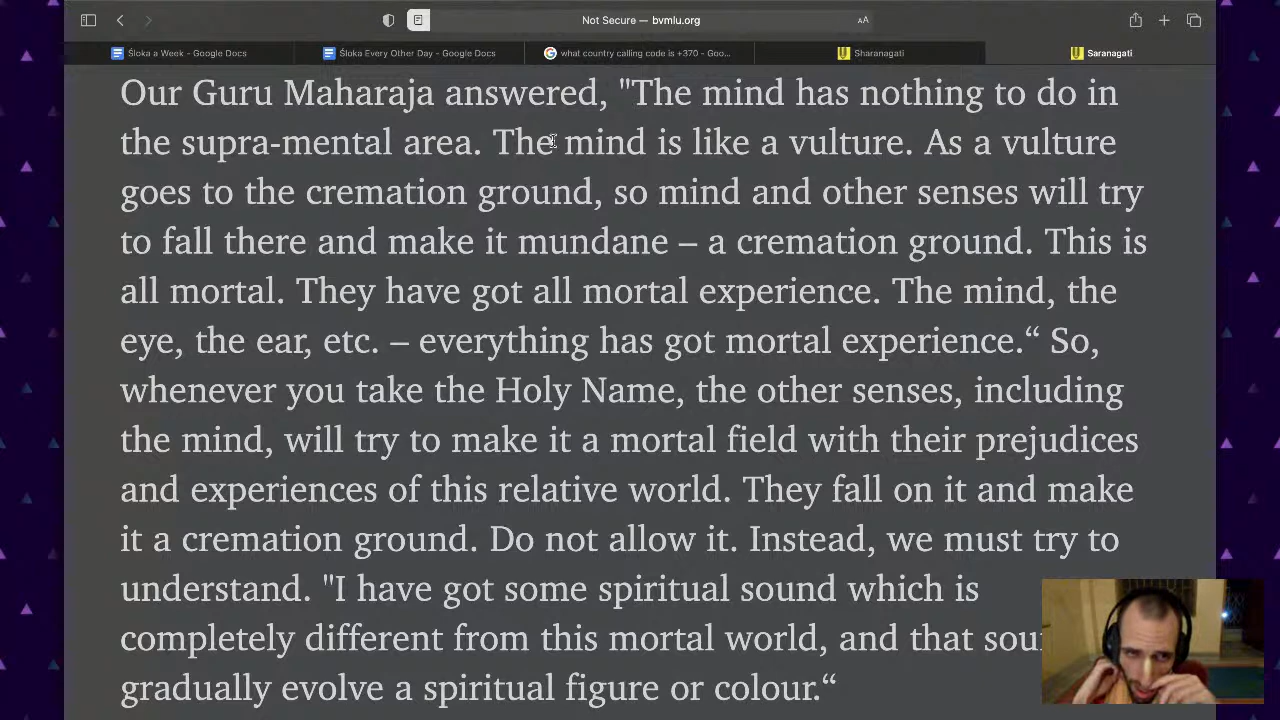 Not Secure — bvmlu.org
AA
Śloka a Week - Google Docs
Śloka Every Other Day - Google Docs
what country calling code is +370 - Goo...
Sharanagati
Saranagati
Our Guru Maharaja answered, "The mind has nothing to do in
the supra-mental area. The mind is like a vulture. As a vulture
goes to the cremation ground, so mind and other senses will try
to fall there and make it mundane – a cremation ground. This is
all mortal. They have got all mortal experience. The mind, the
eye, the ear, etc. – everything has got mortal experience.“ So,
whenever you take the Holy Name, the other senses, including
the mind, will try to make it a mortal field with their prejudices
and experiences of this relative world. They fall on it and make
it a cremation ground. Do not allow it. Instead, we must try to
understand. "I have got some spiritual sound which is
completely different from this mortal world, and that
gradually evolve a spiritual figure or colour.“